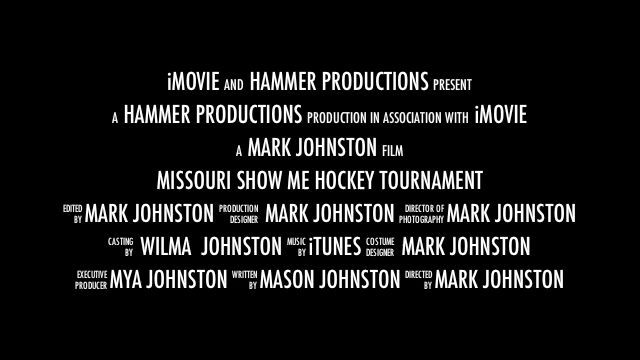 iMOVIE AND HAMMER PRODUCTIONS PRESENT
A HAMMER PRODUCTIONS PRODUCTION IN ASSOCIATION WITH iMOVIE
A MARK JOHNSTON FILM
MISSOURI SHOW ME HOCKEY TOURNAMENT
EDITED BY MARK JOHNSTON PRODUCTION DESIGNER MARK JOHNSTON DIRECTOR OF PHOTOGRAPHY MARK JOHNSTON
CASTING BY WILMA JOHNSTON MUSIC BY iTUNES COSTUME DESIGNER MARK JOHNSTON
EXECUTIVE PRODUCER MYA JOHNSTON WRITTEN BY MASON JOHNSTON DIRECTED BY MARK JOHNSTON